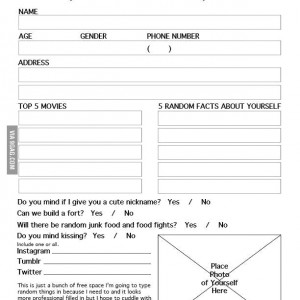 NAME
AGE GENDER PHONE NUMBER
( )
ADDRESS
TOP 5 MOVIES 5 RANDOM FACTS ABOUT YOURSELF
VIA 9GAG.COM
Do you mind if I give you a cute nickname? Yes / No
Can we build a fort? Yes / No
Will there be random junk food and food fights? Yes / No
Do you mind kissing? Yes / No
Include one or all.
Instagram
Tumblr
Twitter
This is just a bunch of free space I'm going to type
random things in because I need to and it looks
more professional filled in but I hope to cuddle with
Place
Photo
of Yourself
Here